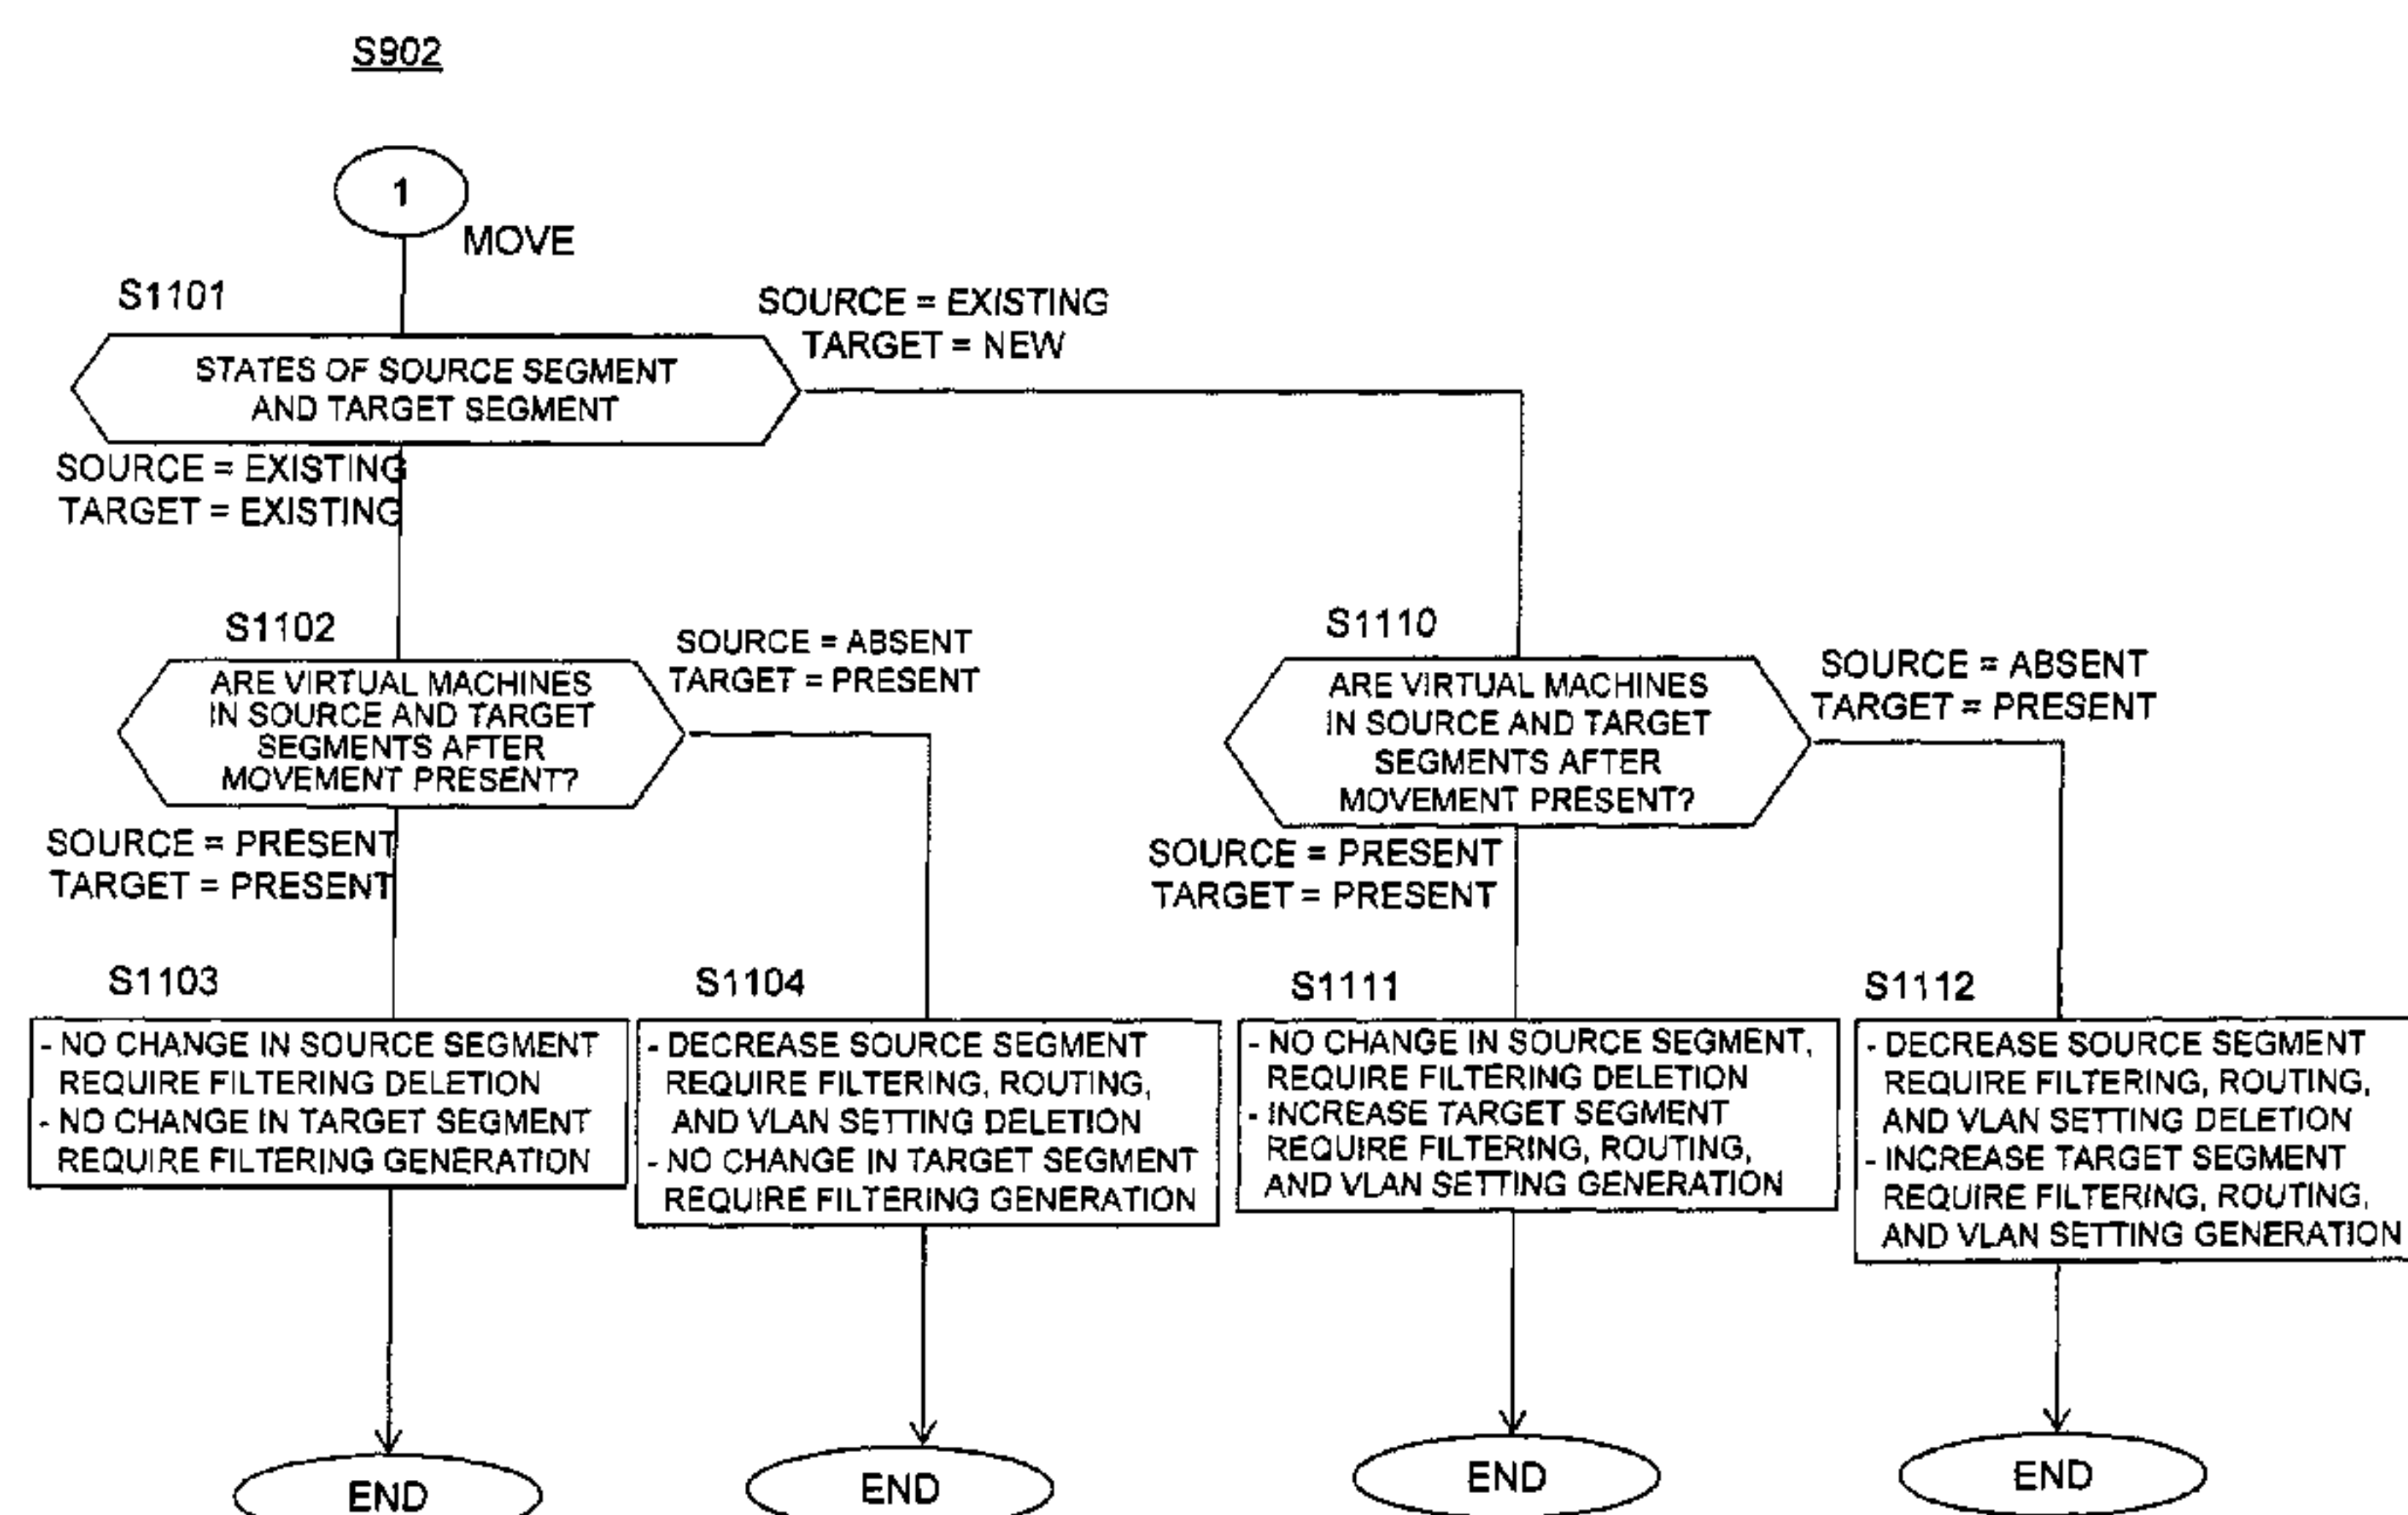 S902
1
MOVE
S1101
SOURCE = EXISTING
TARGET = NEW
STATES OF SOURCE SEGMENT
AND TARGET SEGMENT
SOURCE = EXISTING
TARGET = EXISTING
S1102
SOURCE = ABSENT
TARGET = PRESENT
ARE VIRTUAL MACHINES
IN SOURCE AND TARGET
SEGMENTS AFTER
MOVEMENT PRESENT?
SOURCE = PRESENT
TARGET = PRESENT
S1110
SOURCE = ABSENT
TARGET = PRESENT
ARE VIRTUAL MACHINES
IN SOURCE AND TARGET
SEGMENTS AFTER
MOVEMENT PRESENT?
SOURCE = PRESENT
TARGET = PRESENT
S1103
- NO CHANGE IN SOURCE SEGMENT
REQUIRE FILTERING DELETION
- NO CHANGE IN TARGET SEGMENT
REQUIRE FILTERING GENERATION
S1104
- DECREASE SOURCE SEGMENT
REQUIRE FILTERING, ROUTING,
AND VLAN SETTING DELETION
- NO CHANGE IN TARGET SEGMENT
REQUIRE FILTERING GENERATION
S1111
- NO CHANGE IN SOURCE SEGMENT,
REQUIRE FILTERING DELETION
- INCREASE TARGET SEGMENT
REQUIRE FILTERING, ROUTING,
AND VLAN SETTING GENERATION
S1112
- DECREASE SOURCE SEGMENT
REQUIRE FILTERING, ROUTING,
AND VLAN SETTING DELETION
- INCREASE TARGET SEGMENT
REQUIRE FILTERING, ROUTING,
AND VLAN SETTING GENERATION
END
END
END
END